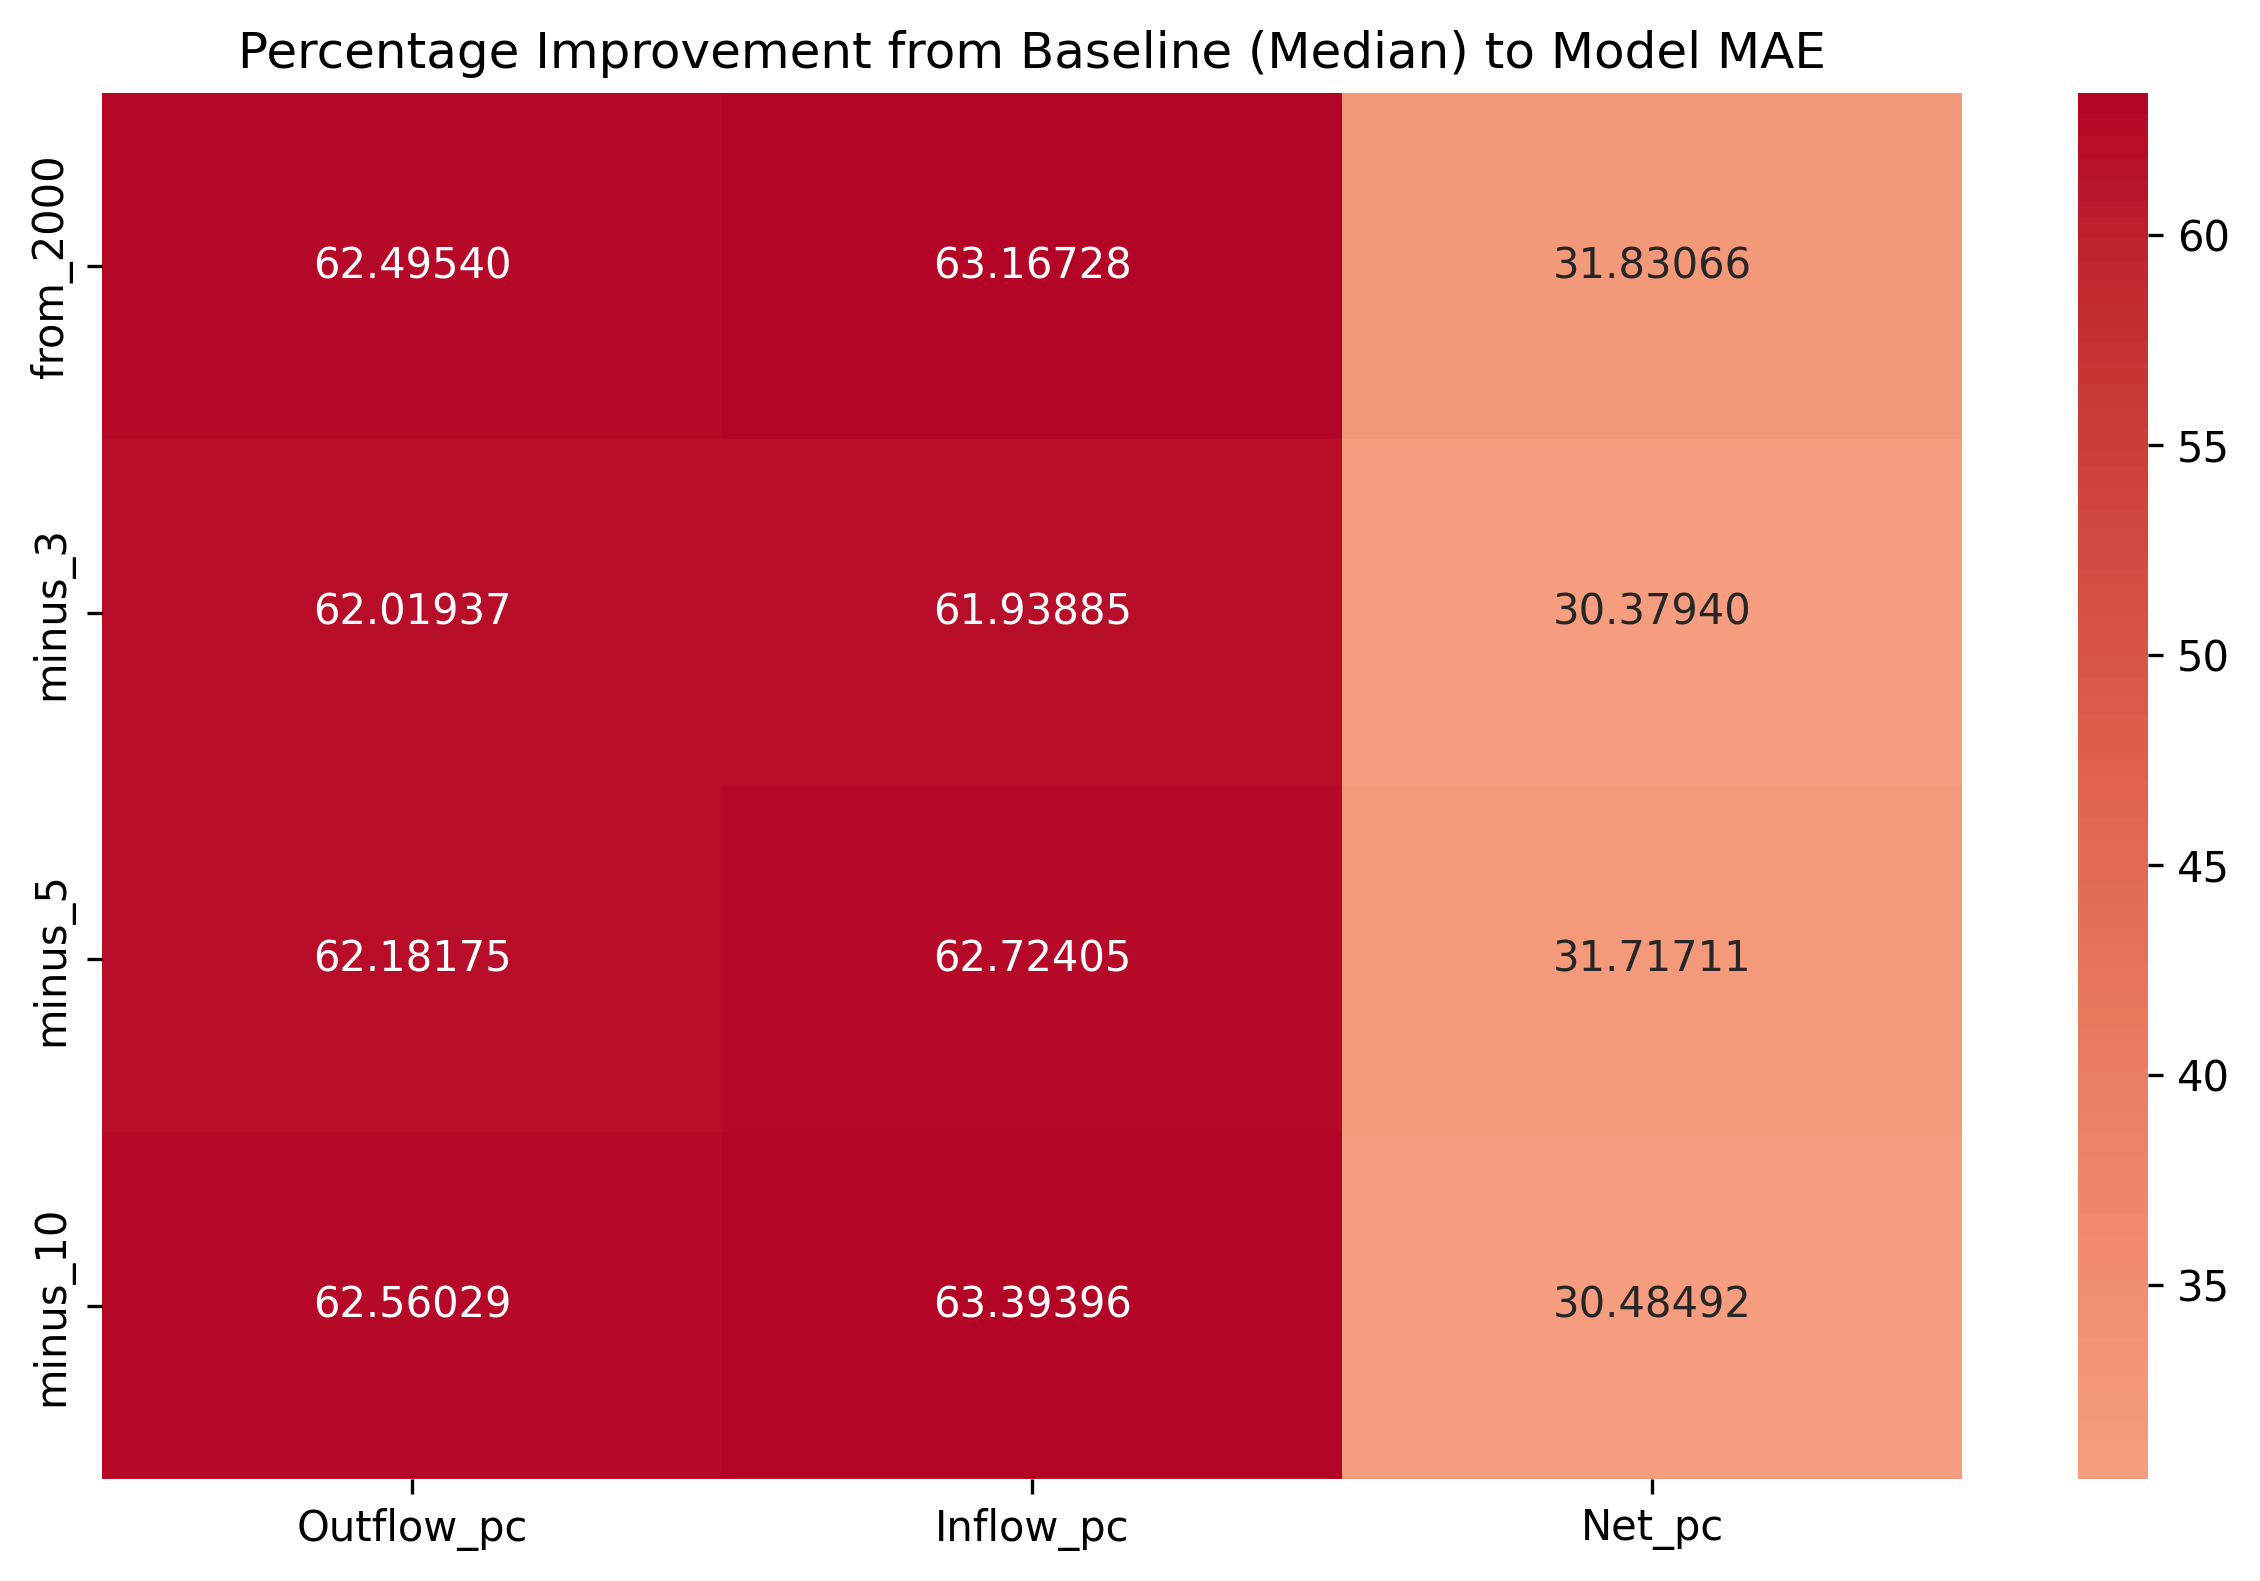 Percentage Improvement from Baseline (Median) to Model MAE
from_2000
62.49540 63.16728 31.83066
minus_3
62.01937 61.93885 30.37940
minus_5
62.18175 62.72405 31.71711
minus_10
62.56029 63.39396 30.48492
Outflow_pc Inflow_pc Net_pc
60
55
50
45
40
35